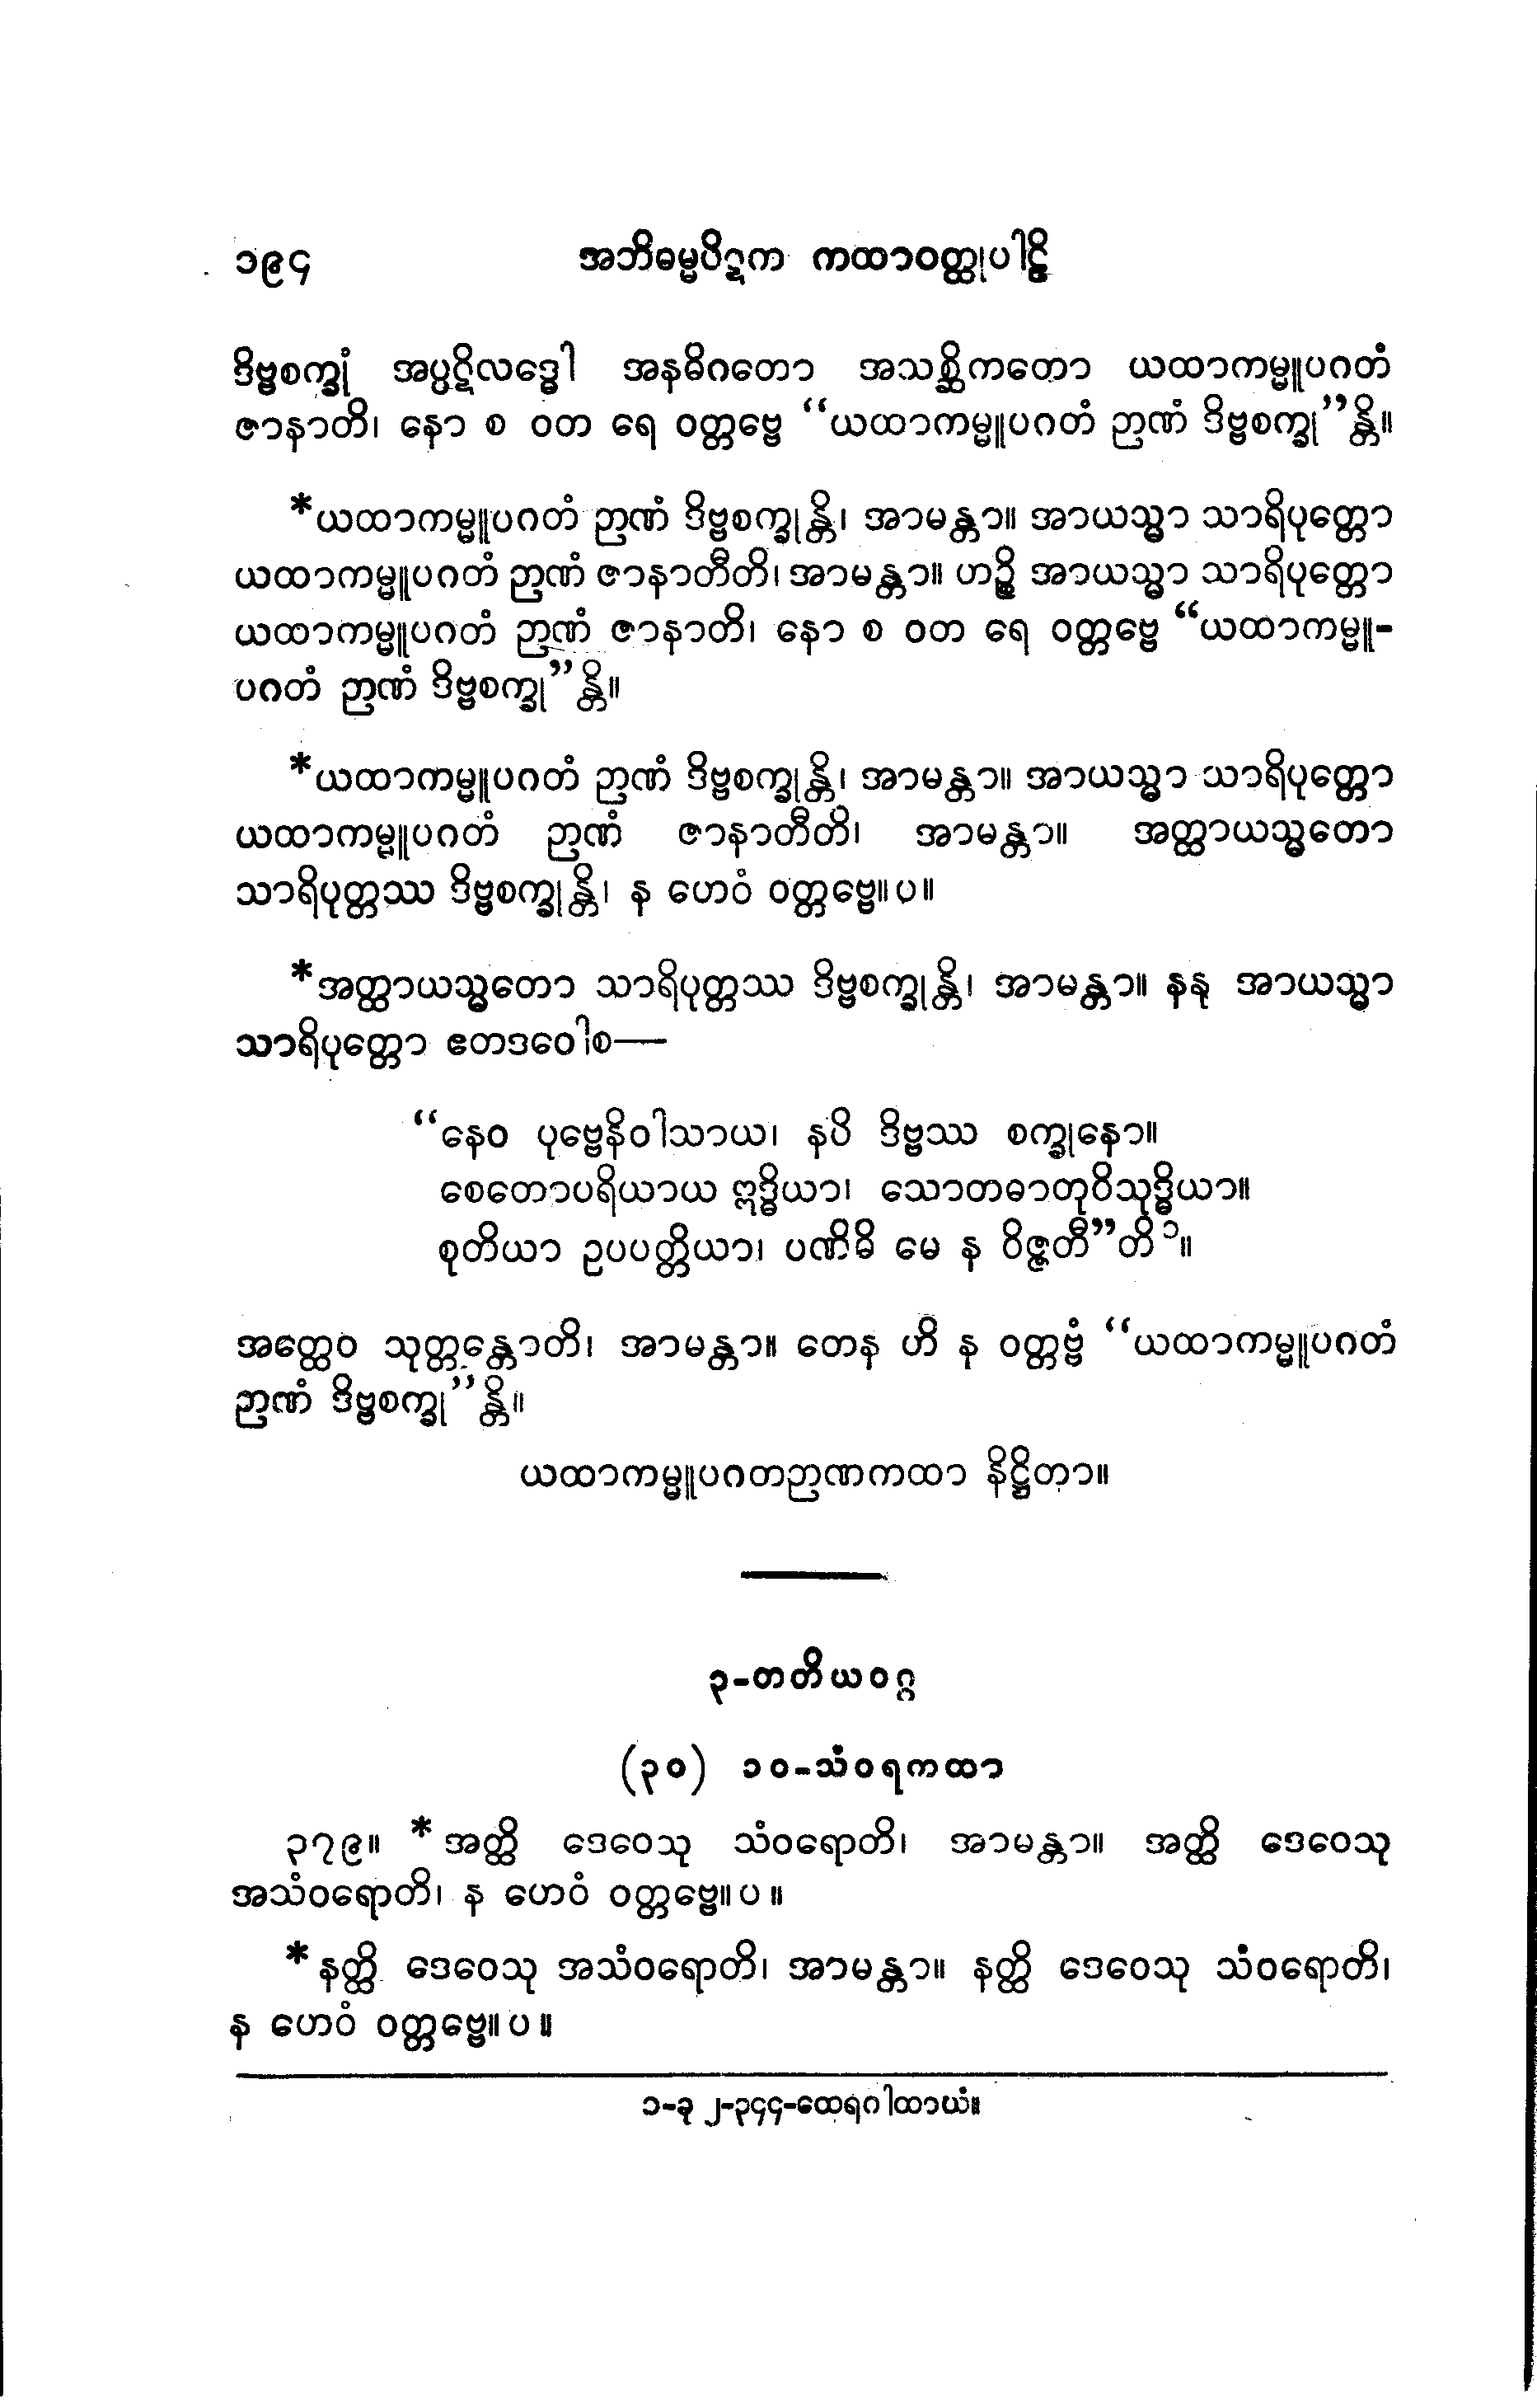 ၁၉၄ အဘိဓမ္မပိဋက ကထာဝတ္ထုပါဠိ
ဒိဗ္ဗစက္ခုံ အပ္ပဋိလဒ္ဓေါ အနဓိဂတော အသစ္ဆိကတော ယထာကမ္မူပဂတံ
ဇာနာတိ၊ နော စ ဝတ ရေ ဝတ္တဗ္ဗေ “ယထာကမ္မူပဂတံ ဉာဏံ ဒိဗ္ဗစက္ခု”န္တိ။
*ယထာကမ္မူပဂတံ ဉာဏံ ဒိဗ္ဗစက္ခုန္တိ၊ အာမန္တာ။ အာယသ္မာ သာရိပုတ္တော
ယထာကမ္မူပဂတံ ဉာဏံ ဇာနာတီတိ၊ အာမန္တာ။ ဟဉ္စိ အာယသ္မာ သာရိပုတ္တော
ယထာကမ္မူပဂတံ ဉာဏံ ဇာနာတိ၊ နော စ ဝတ ရေ ဝတ္တဗ္ဗေ “ယထာကမ္မူ-
ပဂတံ ဉာဏံ ဒိဗ္ဗစက္ခု”န္တိ။
*ယထာကမ္မူပဂတံ ဉာဏံ ဒိဗ္ဗစက္ခုန္တိ၊ အာမန္တာ။ အာယသ္မာ သာရိပုတ္တော
ယထာကမ္မူပဂတံ ဉာဏံ ဇာနာတီတိ၊ အာမန္တာ။ အတ္ထာယသ္မတော
သာရိပုတ္တဿ ဒိဗ္ဗစက္ခုန္တိ၊ န ဟေဝံ ဝတ္တဗ္ဗေ။ပ။
*အတ္ထာယသ္မတော သာရိပုတ္တဿ ဒိဗ္ဗစက္ခုန္တိ၊ အာမန္တာ။ နနု အာယသ္မာ
သာရိပုတ္တော ဧတဒဝေါစ—
“နေဝ ပုဗ္ဗေနိဝါသာယ၊ နပိ ဒိဗ္ဗဿ စက္ခုနော။
စေတောပရိယာယ ဣဒ္ဓိယာ၊ သောတဓာတုဝိသုဒ္ဓိယာ။
စုတိယာ ဥပပတ္တိယာ၊ ပဏိဓိ မေ န ဝိဇ္ဇတီ”တိ၁။
အတ္ထေဝ သုတ္တန္တောတိ၊ အာမန္တာ။ တေန ဟိ န ဝတ္တဗ္ဗံ “ယထာကမ္မူပဂတံ
ဉာဏံ ဒိဗ္ဗစက္ခု”န္တိ။
ယထာကမ္မူပဂတဉာဏကထာ နိဋ္ဌိတာ။
၃-တတိယဝဂ္ဂ
(၃၀) ၁၀-သံဝရကထာ
၃၇၉။ *အတ္ထိ ဒေဝေသု သံဝရောတိ၊ အာမန္တာ။ အတ္ထိ ဒေဝေသု
အသံဝရောတိ၊ န ဟေဝံ ဝတ္တဗ္ဗေ။ပ။
*နတ္ထိ ဒေဝေသု အသံဝရောတိ၊ အာမန္တာ။ နတ္ထိ ဒေဝေသု သံဝရောတိ၊
န ဟေဝံ ဝတ္တဗ္ဗေ။ပ။
၁-ခု ၂-၃၄၄-ထေရဂါထာယံ။